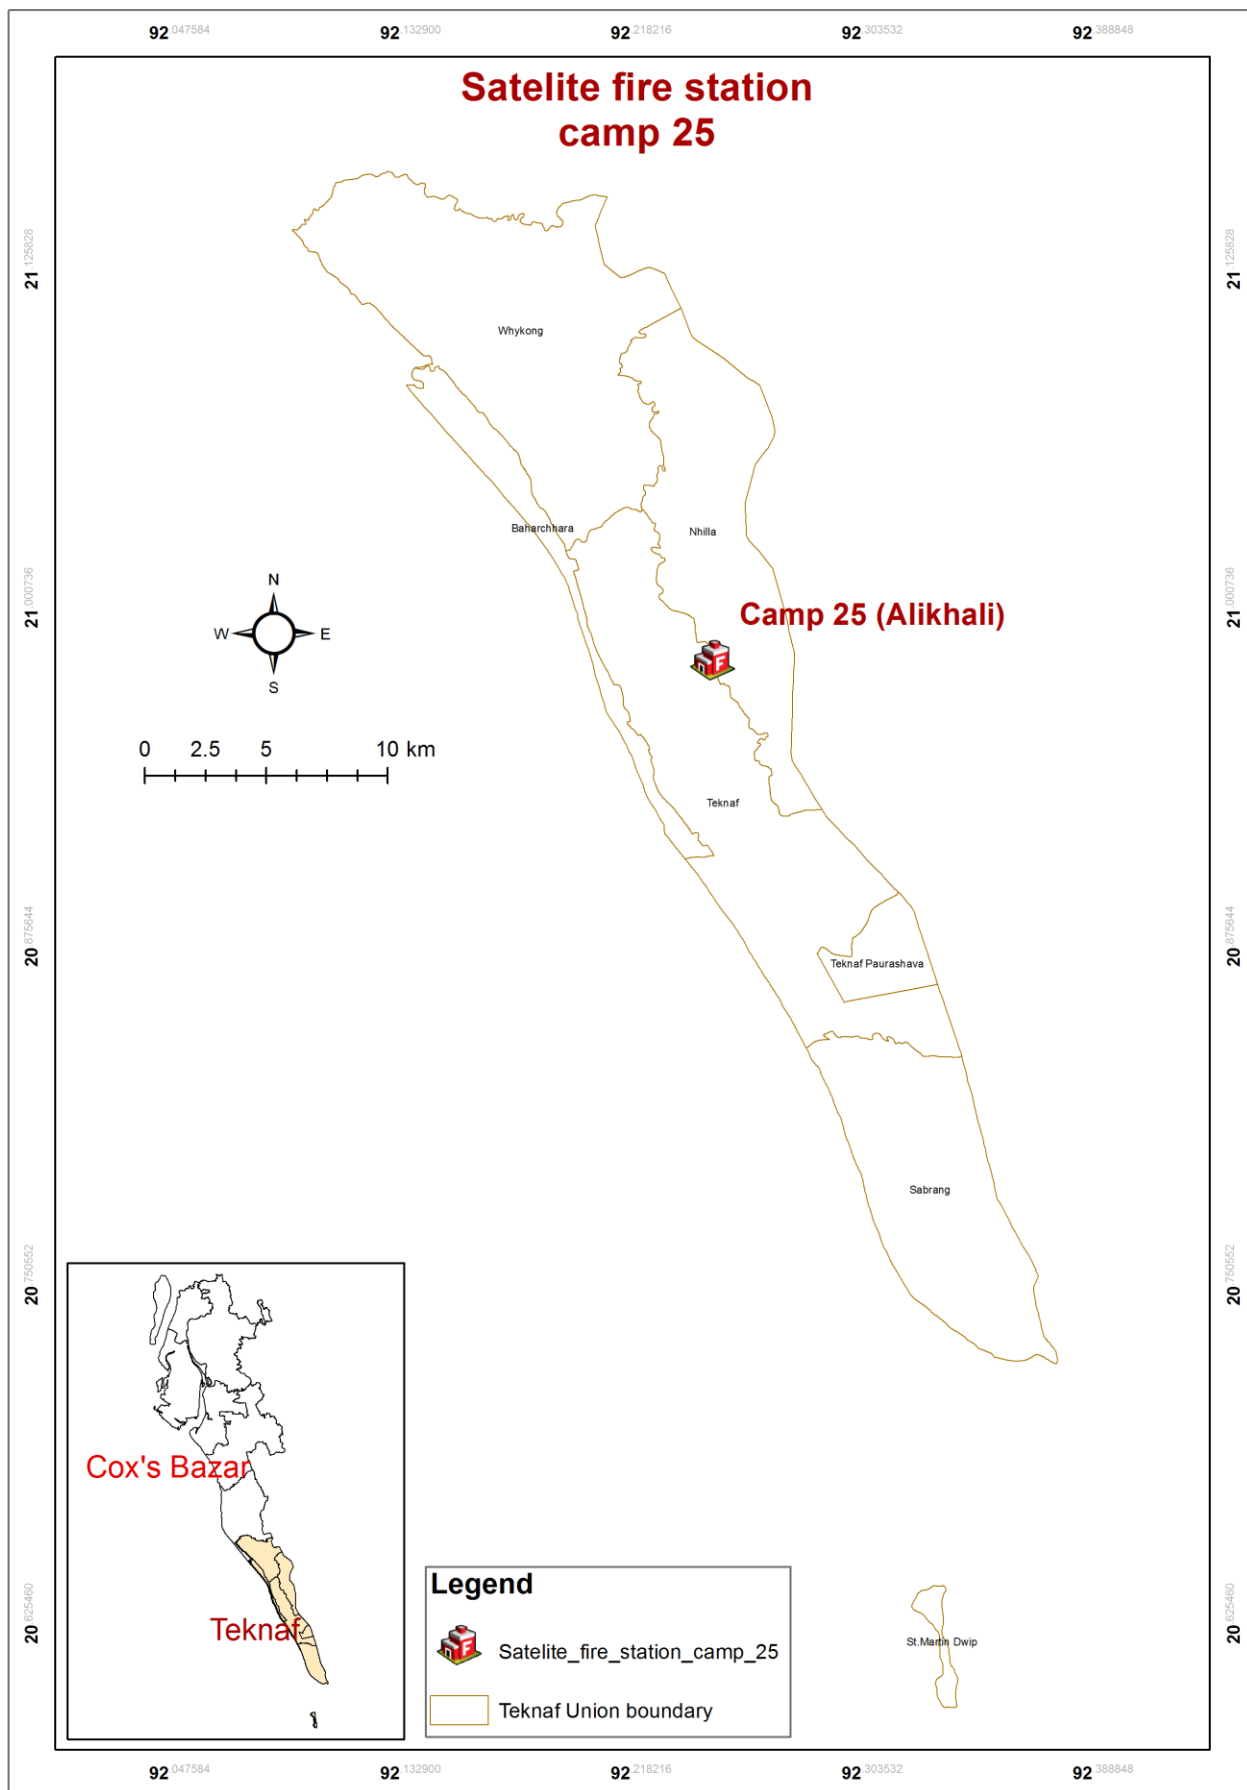 92.047584 92.132900 92.218216 92.303532 92.388848
Satelite fire station
camp 25
21.125828 21.125828
Whykong
Baharchhara
Nhilla
21.000736 21.000736
N
W E
S
Camp 25 (Alikhali)
F
0 2.5 5 10 km
Teknaf
20.875644 20.875644
Teknaf Paurashava
Sabrang
20.750552 20.750552
Cox's Bazar
Teknaf
Legend
F
Satelite_fire_station_camp_25
Teknaf Union boundary
20.625460 20.625460
St.Martin Dwip
92.047584 92.132900 92.218216 92.303532 92.388848